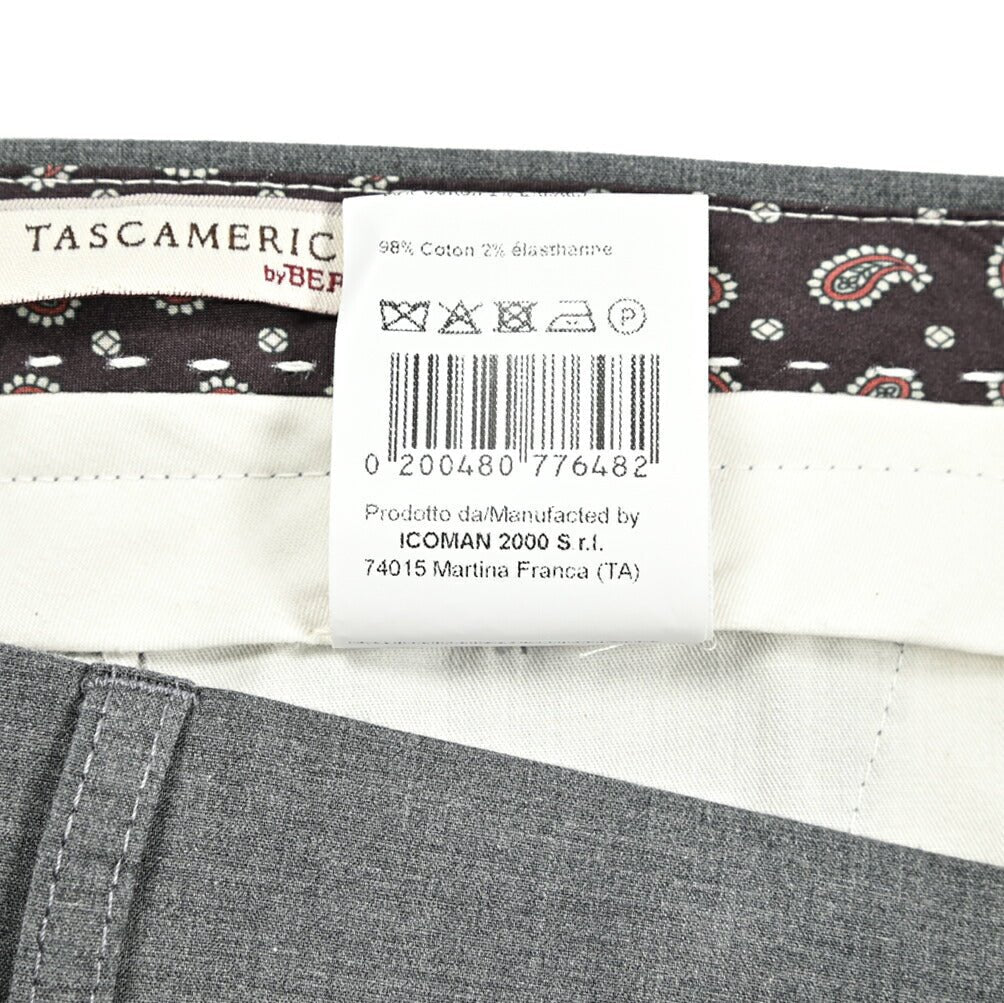 TASCAMERIC
by BER
98% Coton 2% élasthanne
P
0 200480 776482
Prodotto da/Manufacted by
ICOMAN 2000 S.r.l.
74015 Martina Franca (TA)